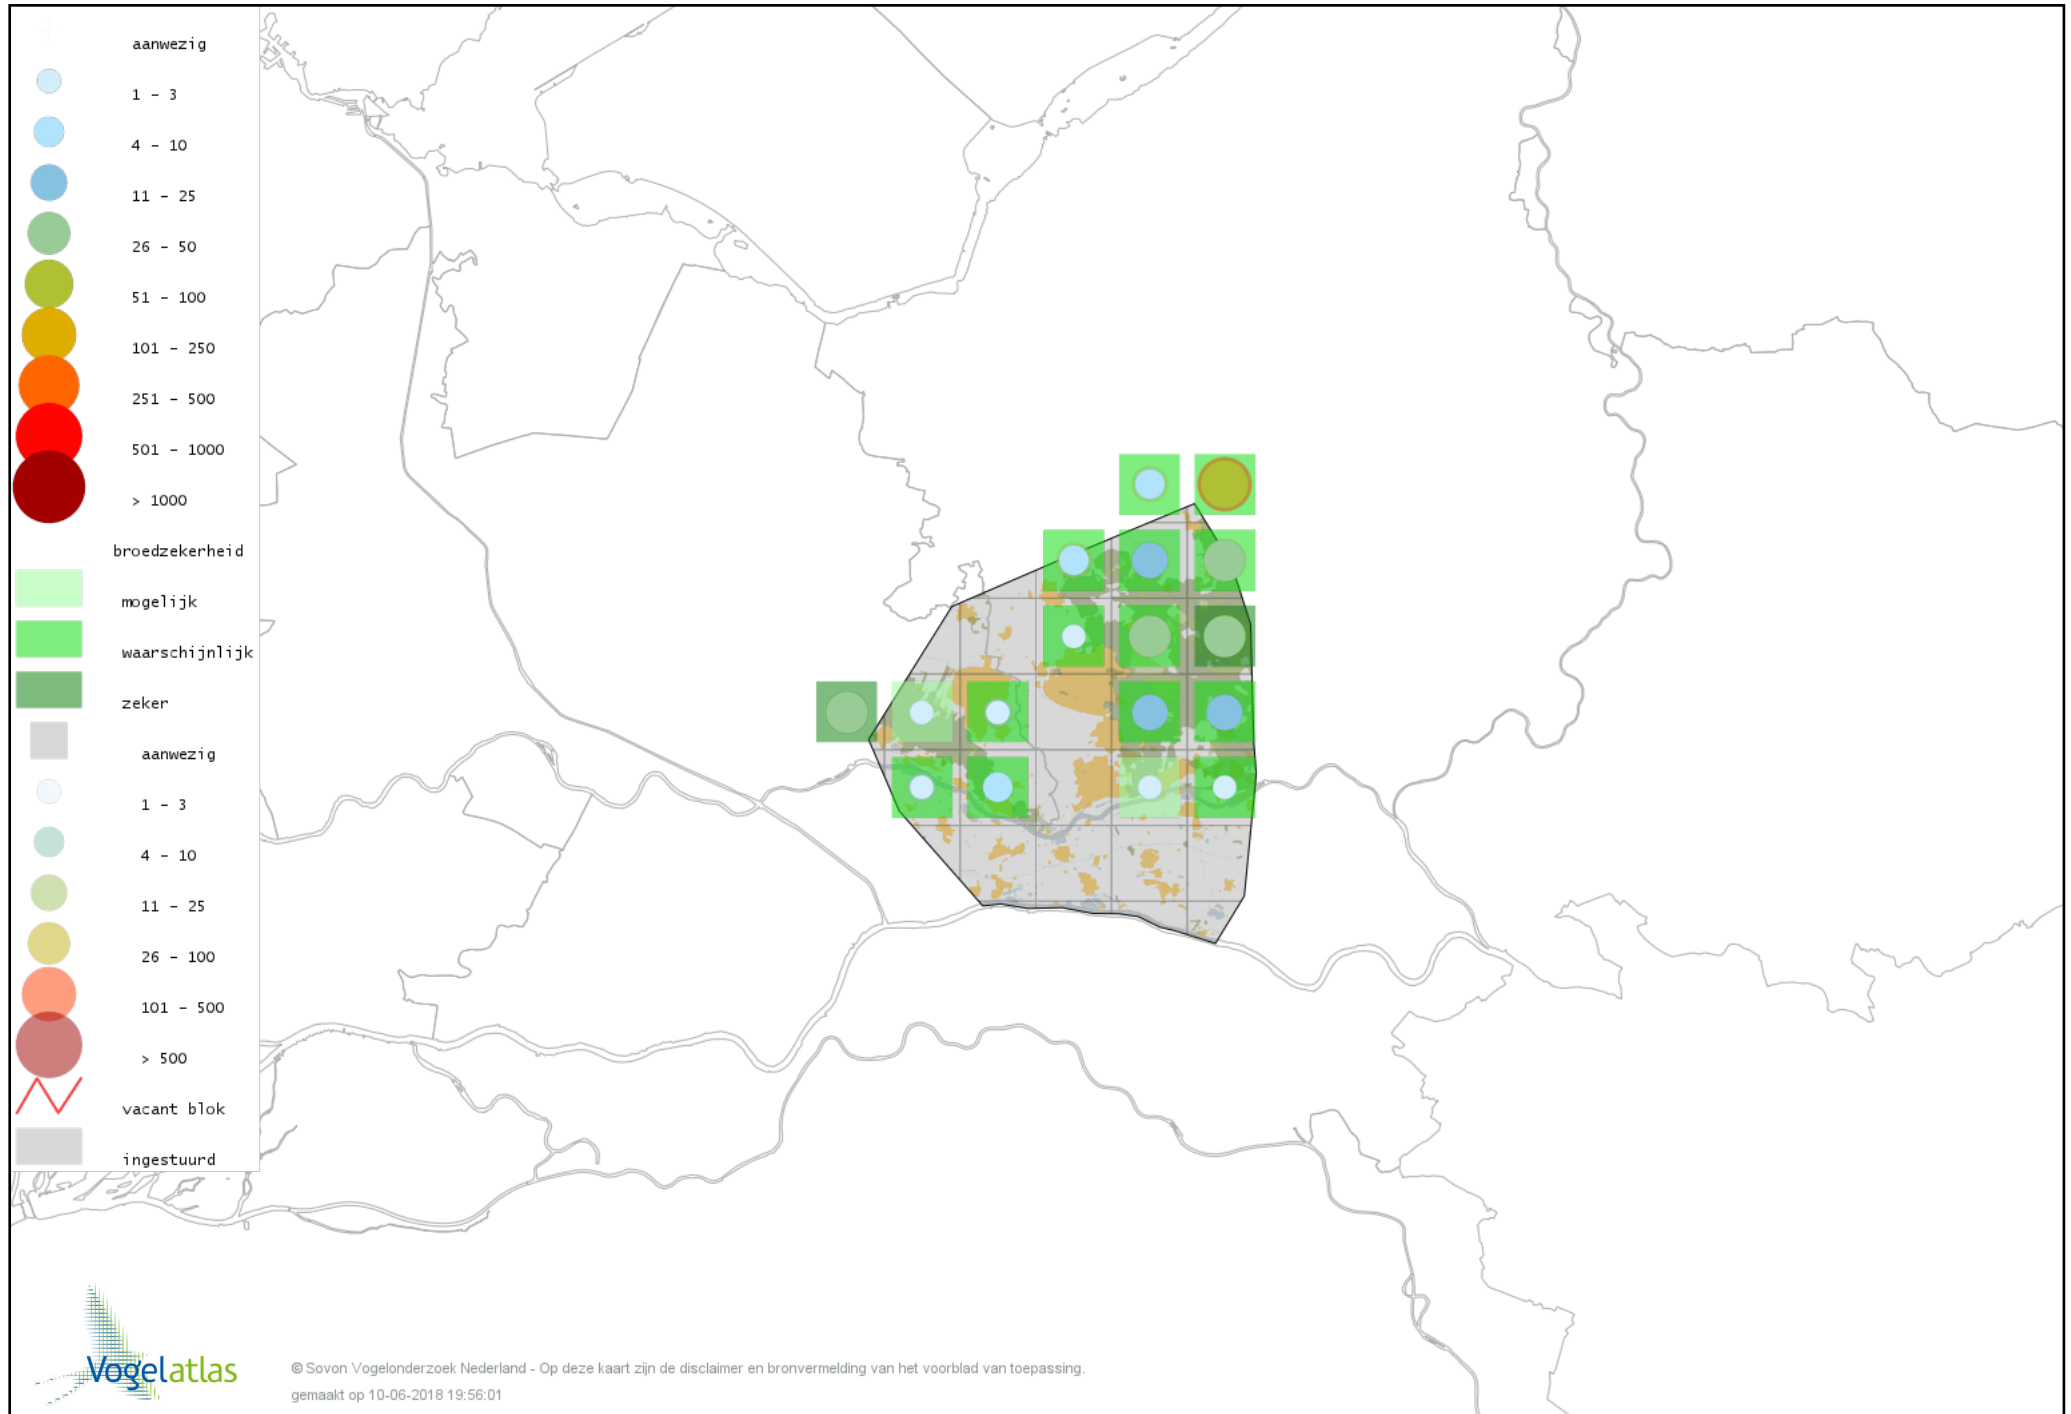 aanwezig
1 - 3
4 - 10
11 - 25
26 - 50
51 - 100
101 - 250
251 - 500
501 - 1000
> 1000
broedzekerheid
mogelijk
waarschijnlijk
zeker
aanwezig
1 - 3
4 - 10
11 - 25
26 - 100
101 - 500
> 500
vacant blok
ingestuurd
Vogelatlas
© Sovon Vogelonderzoek Nederland - Op deze kaart zijn de disclaimer en bronvermelding van het voorblad van toepassing.
gemaakt op 10-06-2018 19:56:01